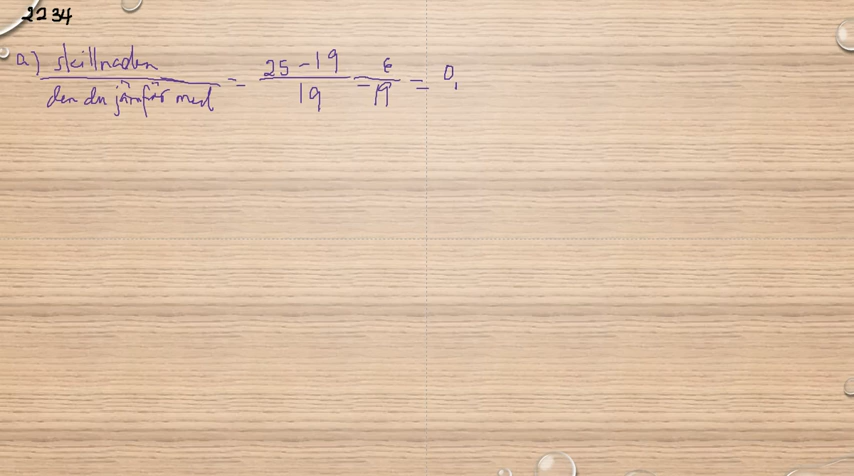 2234
a) skillnaden / den du jämför med = 25 - 19 / 19 = 6 / 19 = 0,